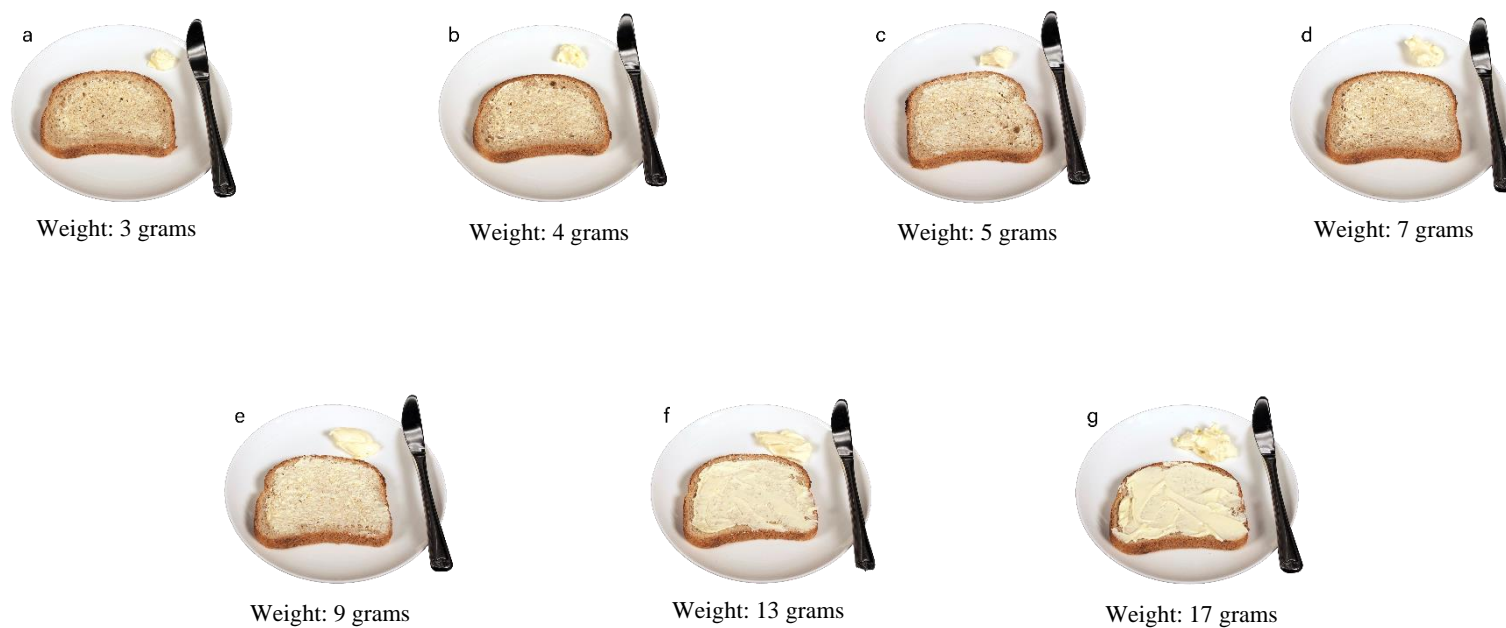 a
b
c
d
Weight: 3 grams
Weight: 4 grams
Weight: 5 grams
Weight: 7 grams
e
f
g
Weight: 9 grams
Weight: 13 grams
Weight: 17 grams